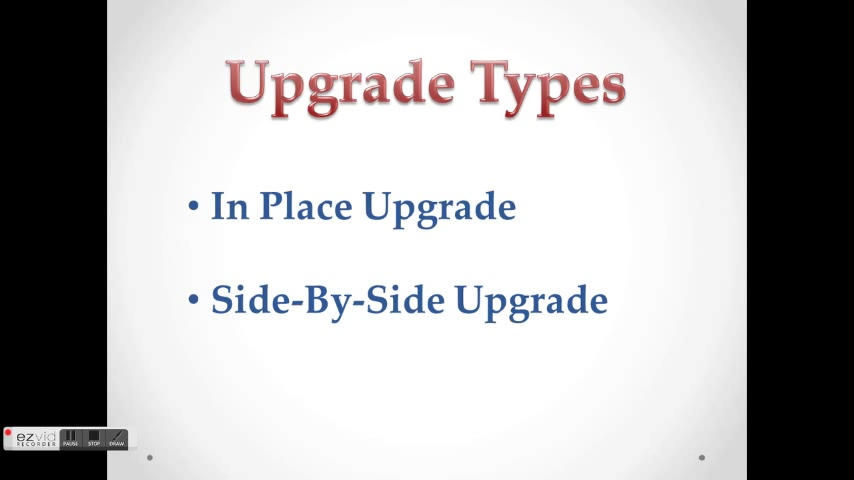 Upgrade Types
• In Place Upgrade
• Side-By-Side Upgrade
ezvid
RECORDER
PAUSE STOP DRAW